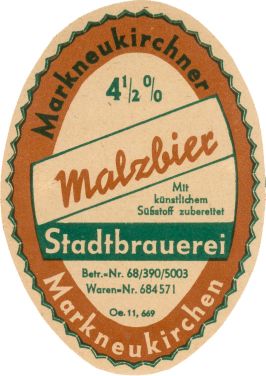 Markneukirchner
4½%
Malzbier
Mit
künstlichem
Süßstoff zubereitet
Stadtbrauerei
Betr.=Nr. 68/390/5003
Waren=Nr. 684571
Oe. 11, 669
Markneukirchen